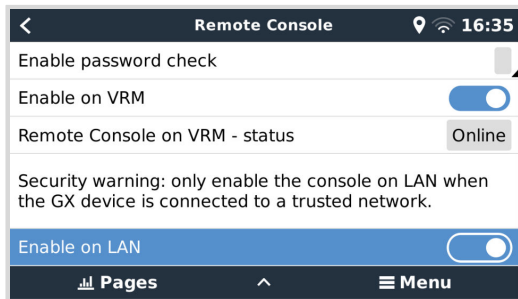 Remote Console
16:35
Enable password check
Enable on VRM
Remote Console on VRM - status
Online
Security warning: only enable the console on LAN when
the GX device is connected to a trusted network.
Enable on LAN
Pages
Menu